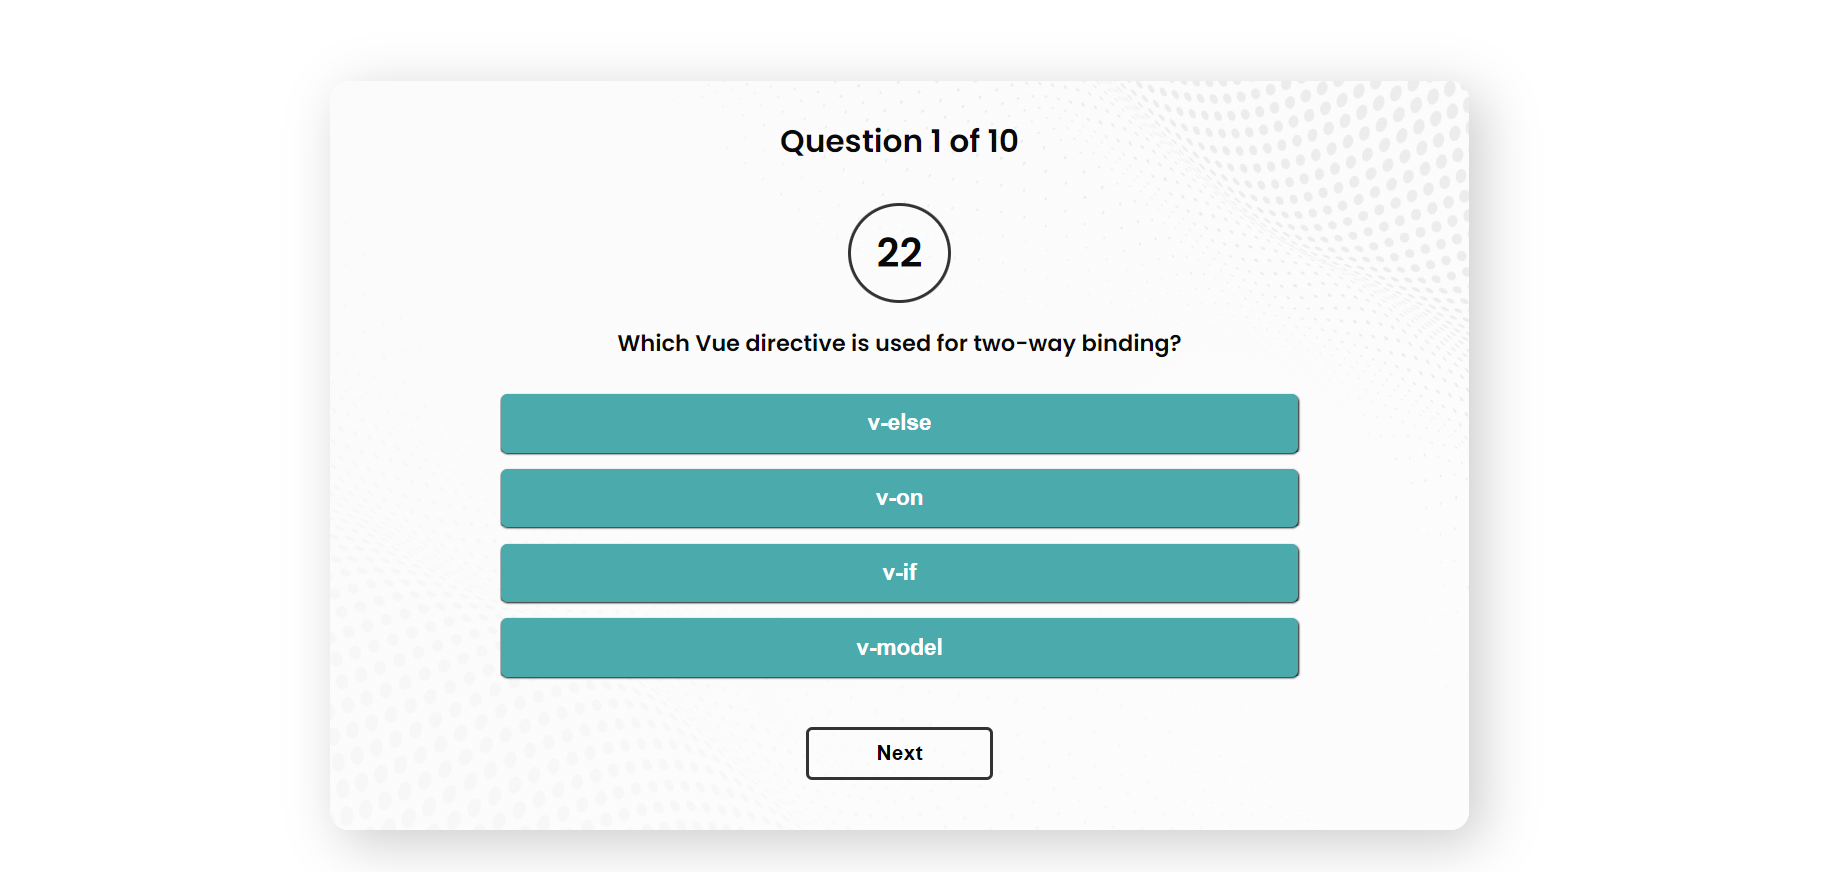 Question 1 of 10
22
Which Vue directive is used for two-way binding?
v-else
v-on
v-if
v-model
Next